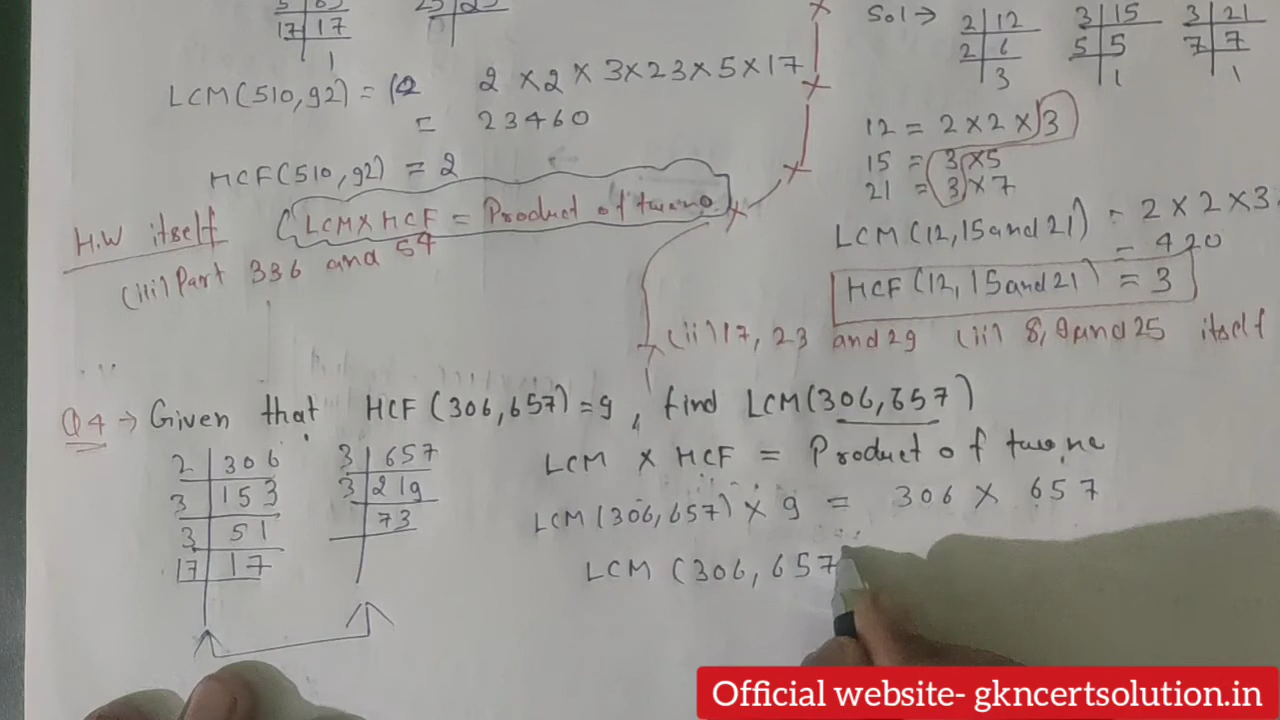 17 | 17
1
LCM(510,92) = 2 × 2 × 3 × 23 × 5 × 17
= 23460
HCF(510,92) = 2
H.W itself (LCM × HCF = Product of two no
(iii) Part 336 and 54
Sol → 2 | 12 3 | 15 3 | 21
2 | 6 5 | 5 7 | 7
3 1 1
12 = 2 × 2 × 3
15 = 3 × 5
21 = 3 × 7
LCM (12, 15 and 21) = 2 × 2 × 3
= 420
HCF (12, 15 and 21) = 3
(ii) 17, 23 and 29 (ii) 8, 9 and 25 itself
Q4 → Given that HCF (306, 657) = 9, find LCM (306, 657)
2 | 306 3 | 657
3 | 153 3 | 219
3 | 51 73
17 | 17
LCM × HCF = Product of two no
LCM (306, 657) × 9 = 306 × 657
LCM (306, 657
Official website- gkncertsolution.in